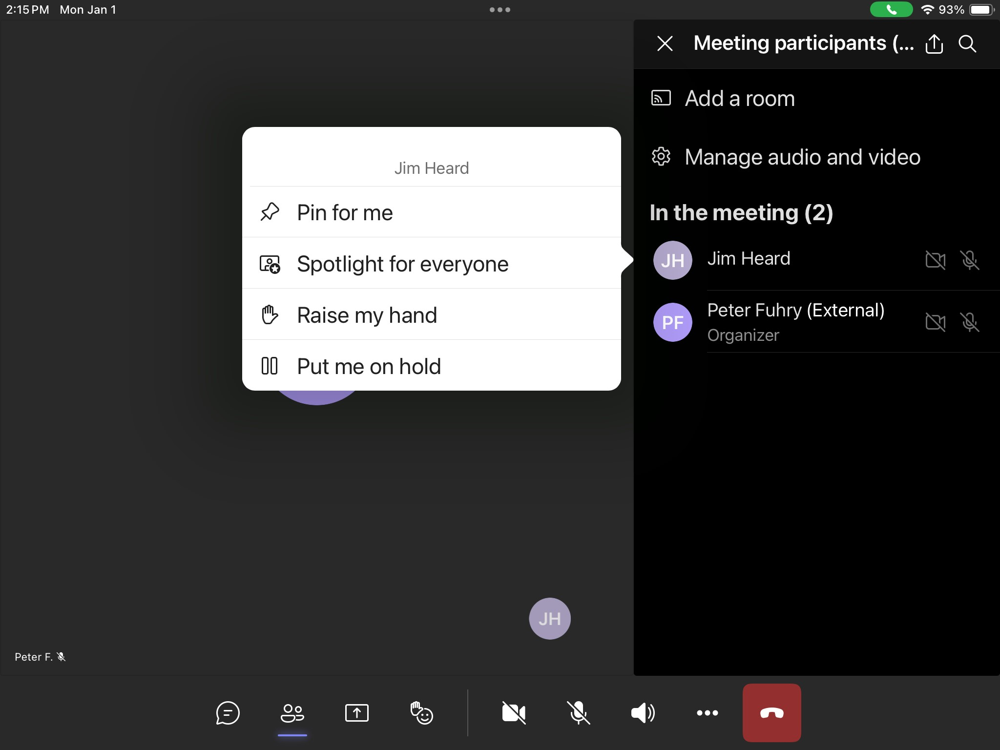 2:15 PM Mon Jan 1
93%
Meeting participants (...
Add a room
Manage audio and video
In the meeting (2)
JH Jim Heard
PF Peter Fuhry (External)
Organizer
Jim Heard
Pin for me
Spotlight for everyone
Raise my hand
Put me on hold
JH
Peter F.